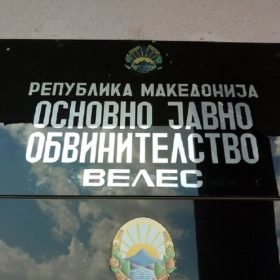 РЕПУБЛИКА МАКЕДОНИЈА
ОСНОВНО ЈАВНО
ОБВИНИТЕЛСТВО
ВЕЛЕС